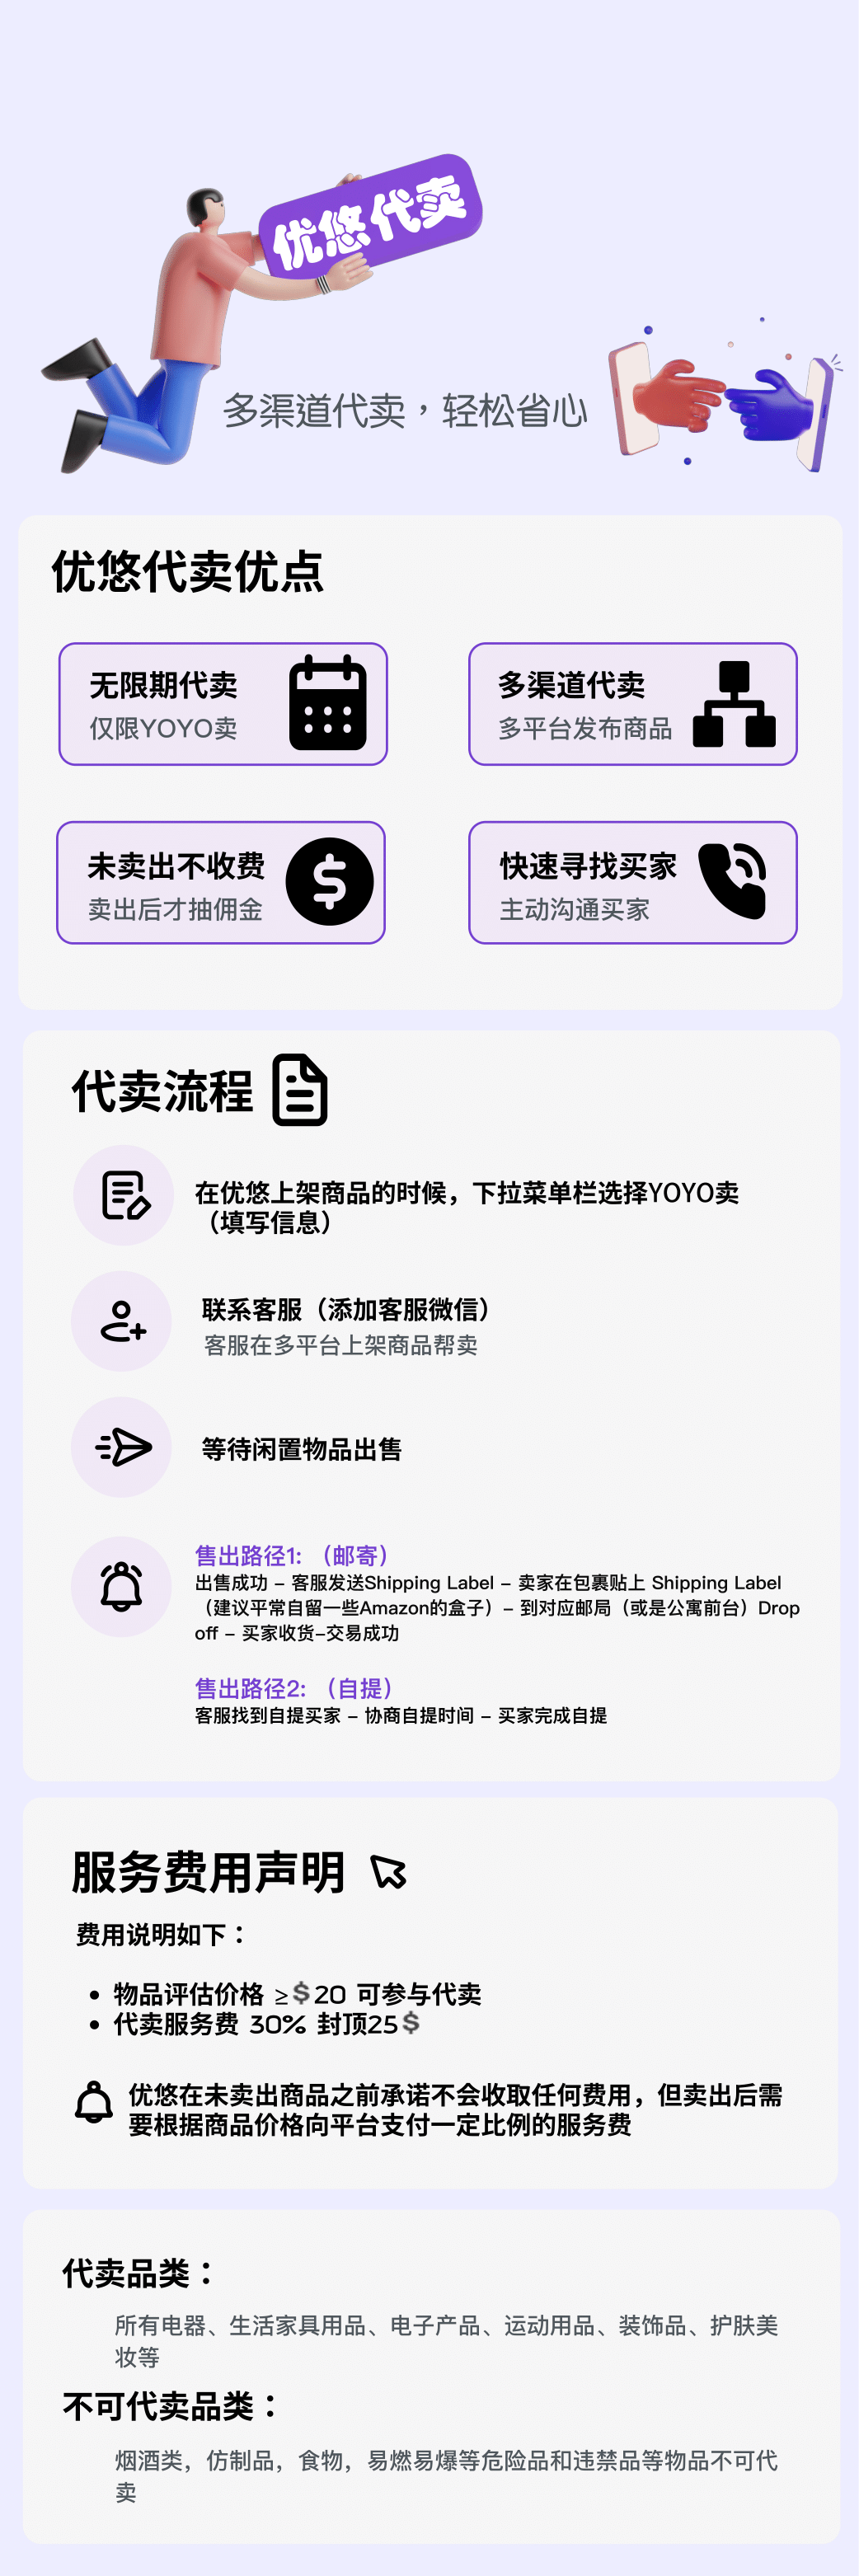 优悠代卖
多渠道代卖，轻松省心
优悠代卖优点
无限期代卖
仅限YOYO卖
多渠道代卖
多平台发布商品
未卖出不收费
卖出后才抽佣金
快速寻找买家
主动沟通买家
代卖流程
在优悠上架商品的时候，下拉菜单栏选择YOYO卖
（填写信息）
联系客服（添加客服微信）
客服在多平台上架商品帮卖
等待闲置物品出售
售出路径1: （邮寄）
出售成功 – 客服发送Shipping Label – 卖家在包裹贴上 Shipping Label
（建议平常自留一些Amazon的盒子）– 到对应邮局（或是公寓前台）Drop
off – 买家收货–交易成功
售出路径2: （自提）
客服找到自提买家 – 协商自提时间 – 买家完成自提
服务费用声明
费用说明如下：
• 物品评估价格 ≥$20 可参与代卖
• 代卖服务费 30% 封顶25$
优悠在未卖出商品之前承诺不会收取任何费用，但卖出后需
要根据商品价格向平台支付一定比例的服务费
代卖品类：
所有电器、生活家具用品、电子产品、运动用品、装饰品、护肤美
妆等
不可代卖品类：
烟酒类，仿制品，食物，易燃易爆等危险品和违禁品等物品不可代
卖